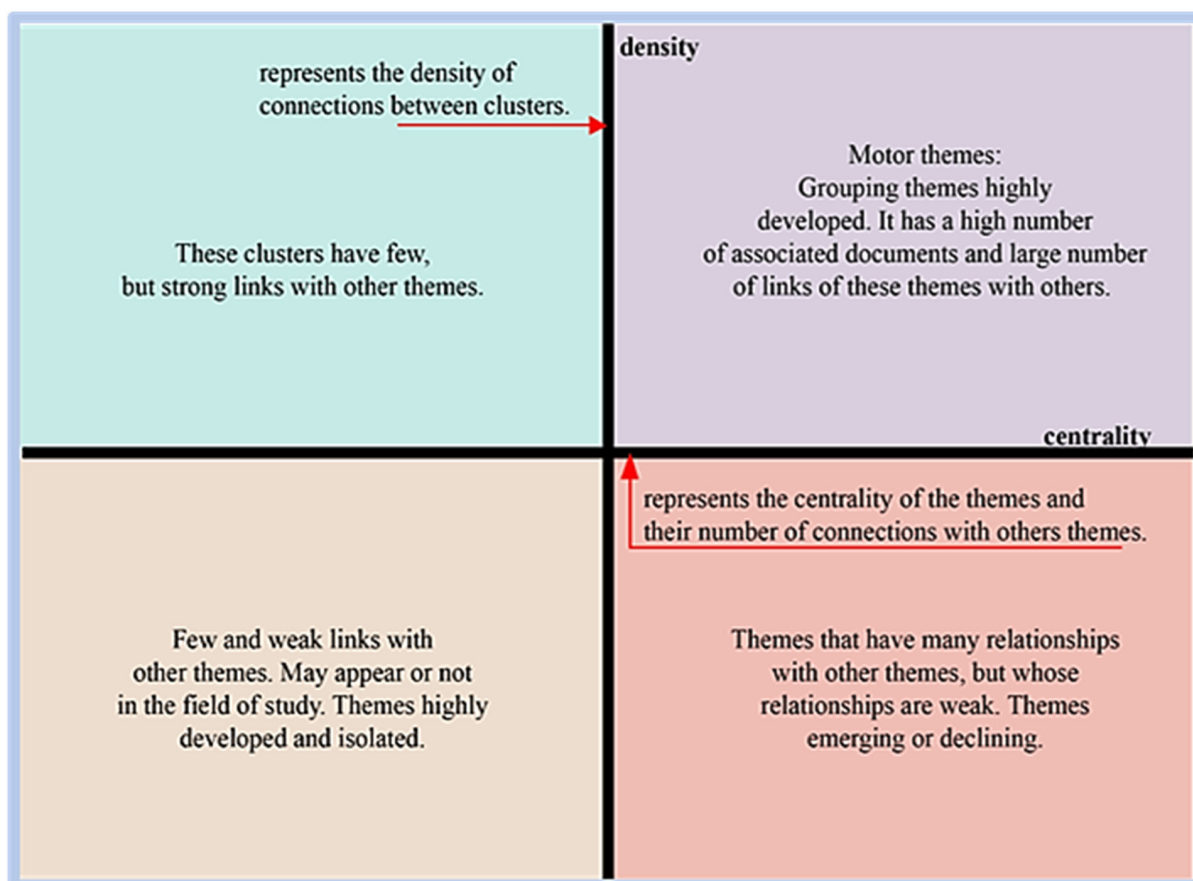 density
represents the density of
connections between clusters.
Motor themes:
Grouping themes highly
developed. It has a high number
of associated documents and large number
of links of these themes with others.
These clusters have few,
but strong links with other themes.
centrality
represents the centrality of the themes and
their number of connections with others themes.
Few and weak links with
other themes. May appear or not
in the field of study. Themes highly
developed and isolated.
Themes that have many relationships
with other themes, but whose
relationships are weak. Themes
emerging or declining.